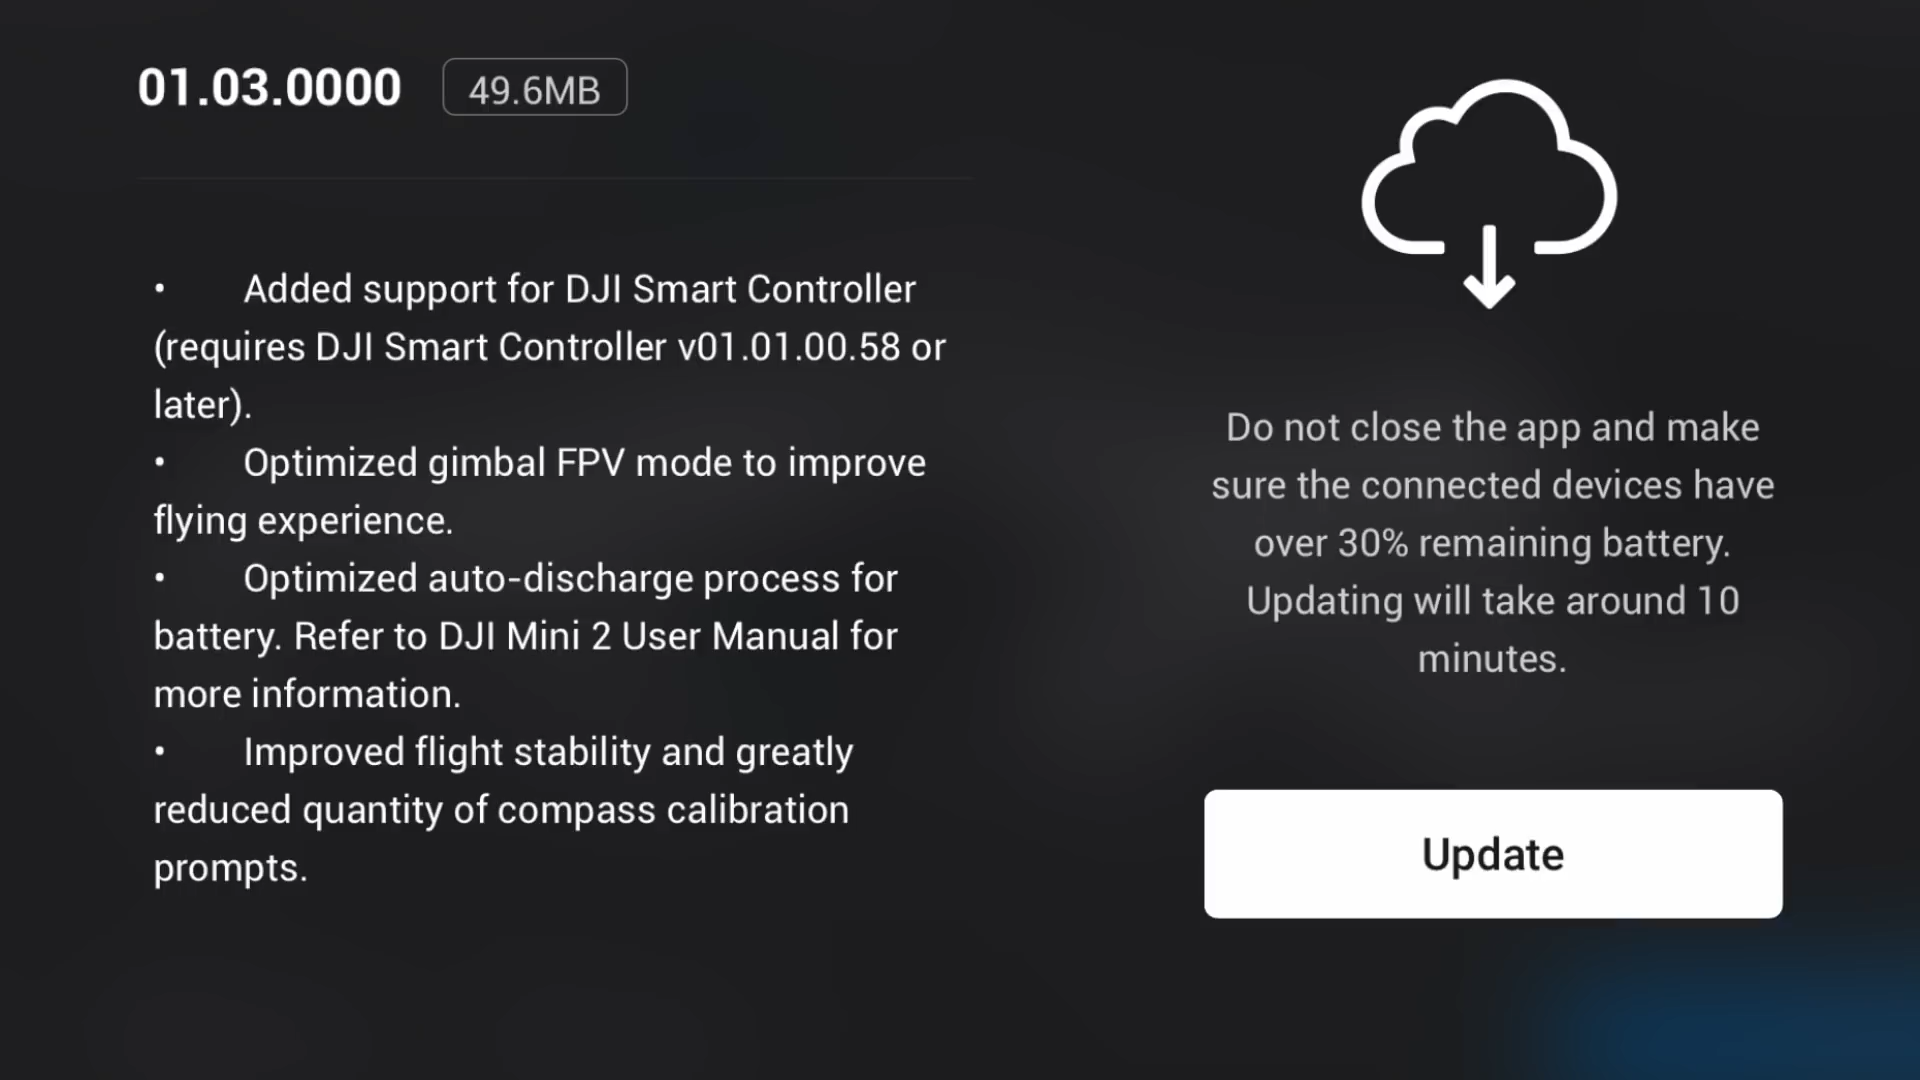 01.03.0000 49.6MB
• Added support for DJI Smart Controller
(requires DJI Smart Controller v01.01.00.58 or
later).
• Optimized gimbal FPV mode to improve
flying experience.
• Optimized auto-discharge process for
battery. Refer to DJI Mini 2 User Manual for
more information.
• Improved flight stability and greatly
reduced quantity of compass calibration
prompts.
Do not close the app and make
sure the connected devices have
over 30% remaining battery.
Updating will take around 10
minutes.
Update